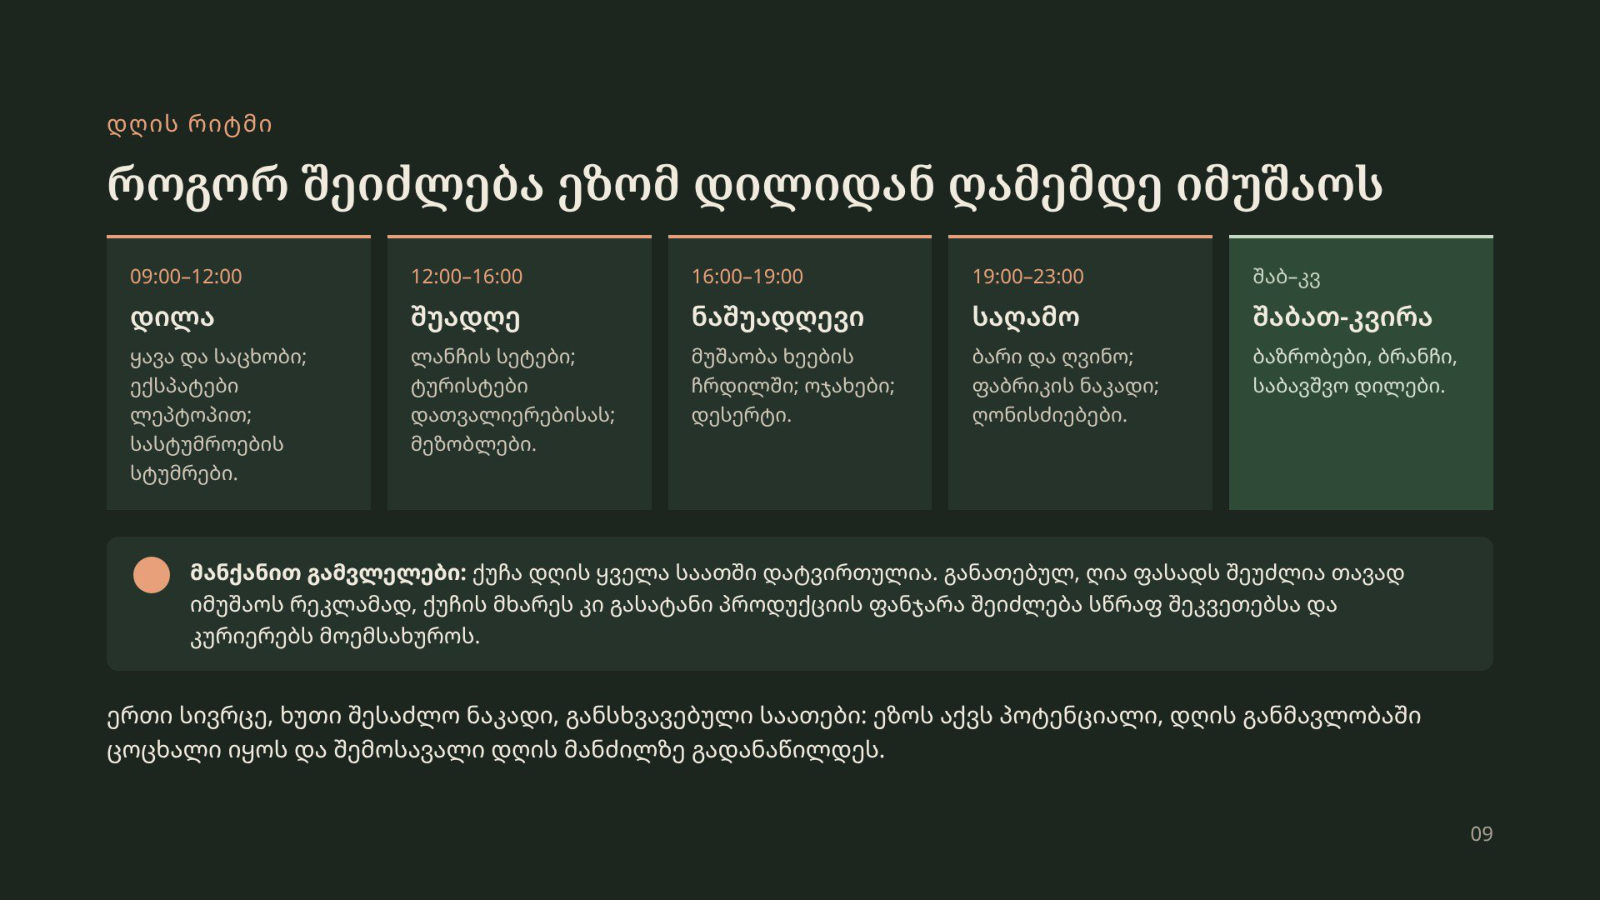 დღის რიტმი
როგორ შეიძლება ეზომ დილიდან ღამემდე იმუშაოს
09:00–12:00
დილა
ყავა და საცხობი;
ექსპატები
ლეპტოპით;
სასტუმროების
სტუმრები.
12:00–16:00
შუადღე
ლანჩის სეტები;
ტურისტები
დათვალიერებისას;
მეზობლები.
16:00–19:00
ნაშუადღევი
მუშაობა ხეების
ჩრდილში; ოჯახები;
დესერტი.
19:00–23:00
საღამო
ბარი და ღვინო;
ფაბრიკის ნაკადი;
ღონისძიებები.
შაბ–კვ
შაბათ-კვირა
ბაზრობები, ბრანჩი,
საბავშვო დილები.
მანქანით გამვლელები: ქუჩა დღის ყველა საათში დატვირთულია. განათებულ, ღია ფასადს შეუძლია თავად
იმუშაოს რეკლამად, ქუჩის მხარეს კი გასატანი პროდუქციის ფანჯარა შეიძლება სწრაფ შეკვეთებსა და
კურიერებს მოემსახუროს.
ერთი სივრცე, ხუთი შესაძლო ნაკადი, განსხვავებული საათები: ეზოს აქვს პოტენციალი, დღის განმავლობაში
ცოცხალი იყოს და შემოსავალი დღის მანძილზე გადანაწილდეს.
09